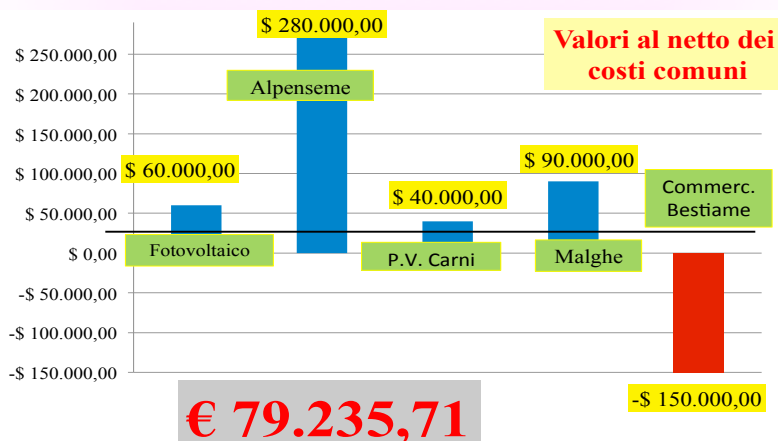 $ 280.000,00
Valori al netto dei
costi comuni
$ 250.000,00
$ 200.000,00
$ 150.000,00
$ 100.000,00
$ 50.000,00
$ 0,00
-$ 50.000,00
-$ 100.000,00
-$ 150.000,00
Alpenseme
$ 60.000,00
$ 40.000,00
$ 90.000,00
Commerc.
Bestiame
Fotovoltaico
P.V. Carni
Malghe
-$ 150.000,00
€ 79.235,71